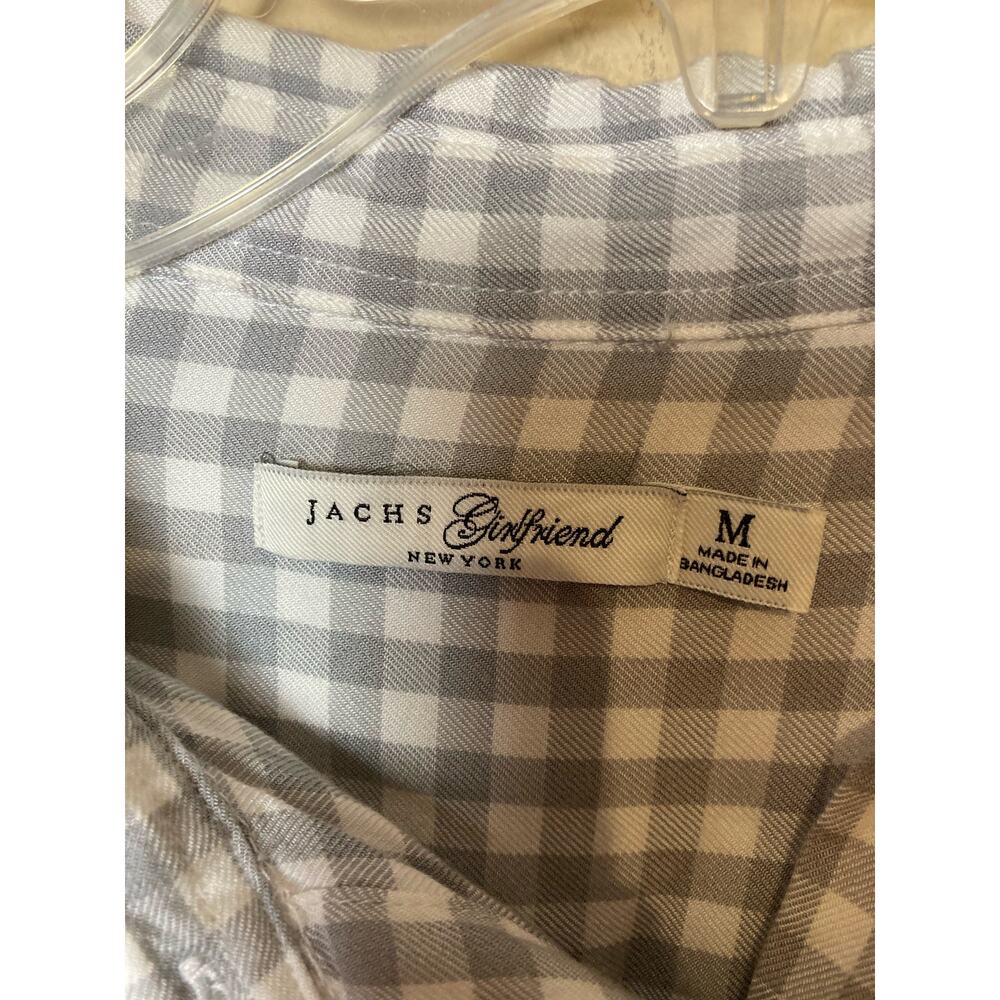 JACHS Girlfriend
NEW YORK
M
MADE IN
BANGLADESH